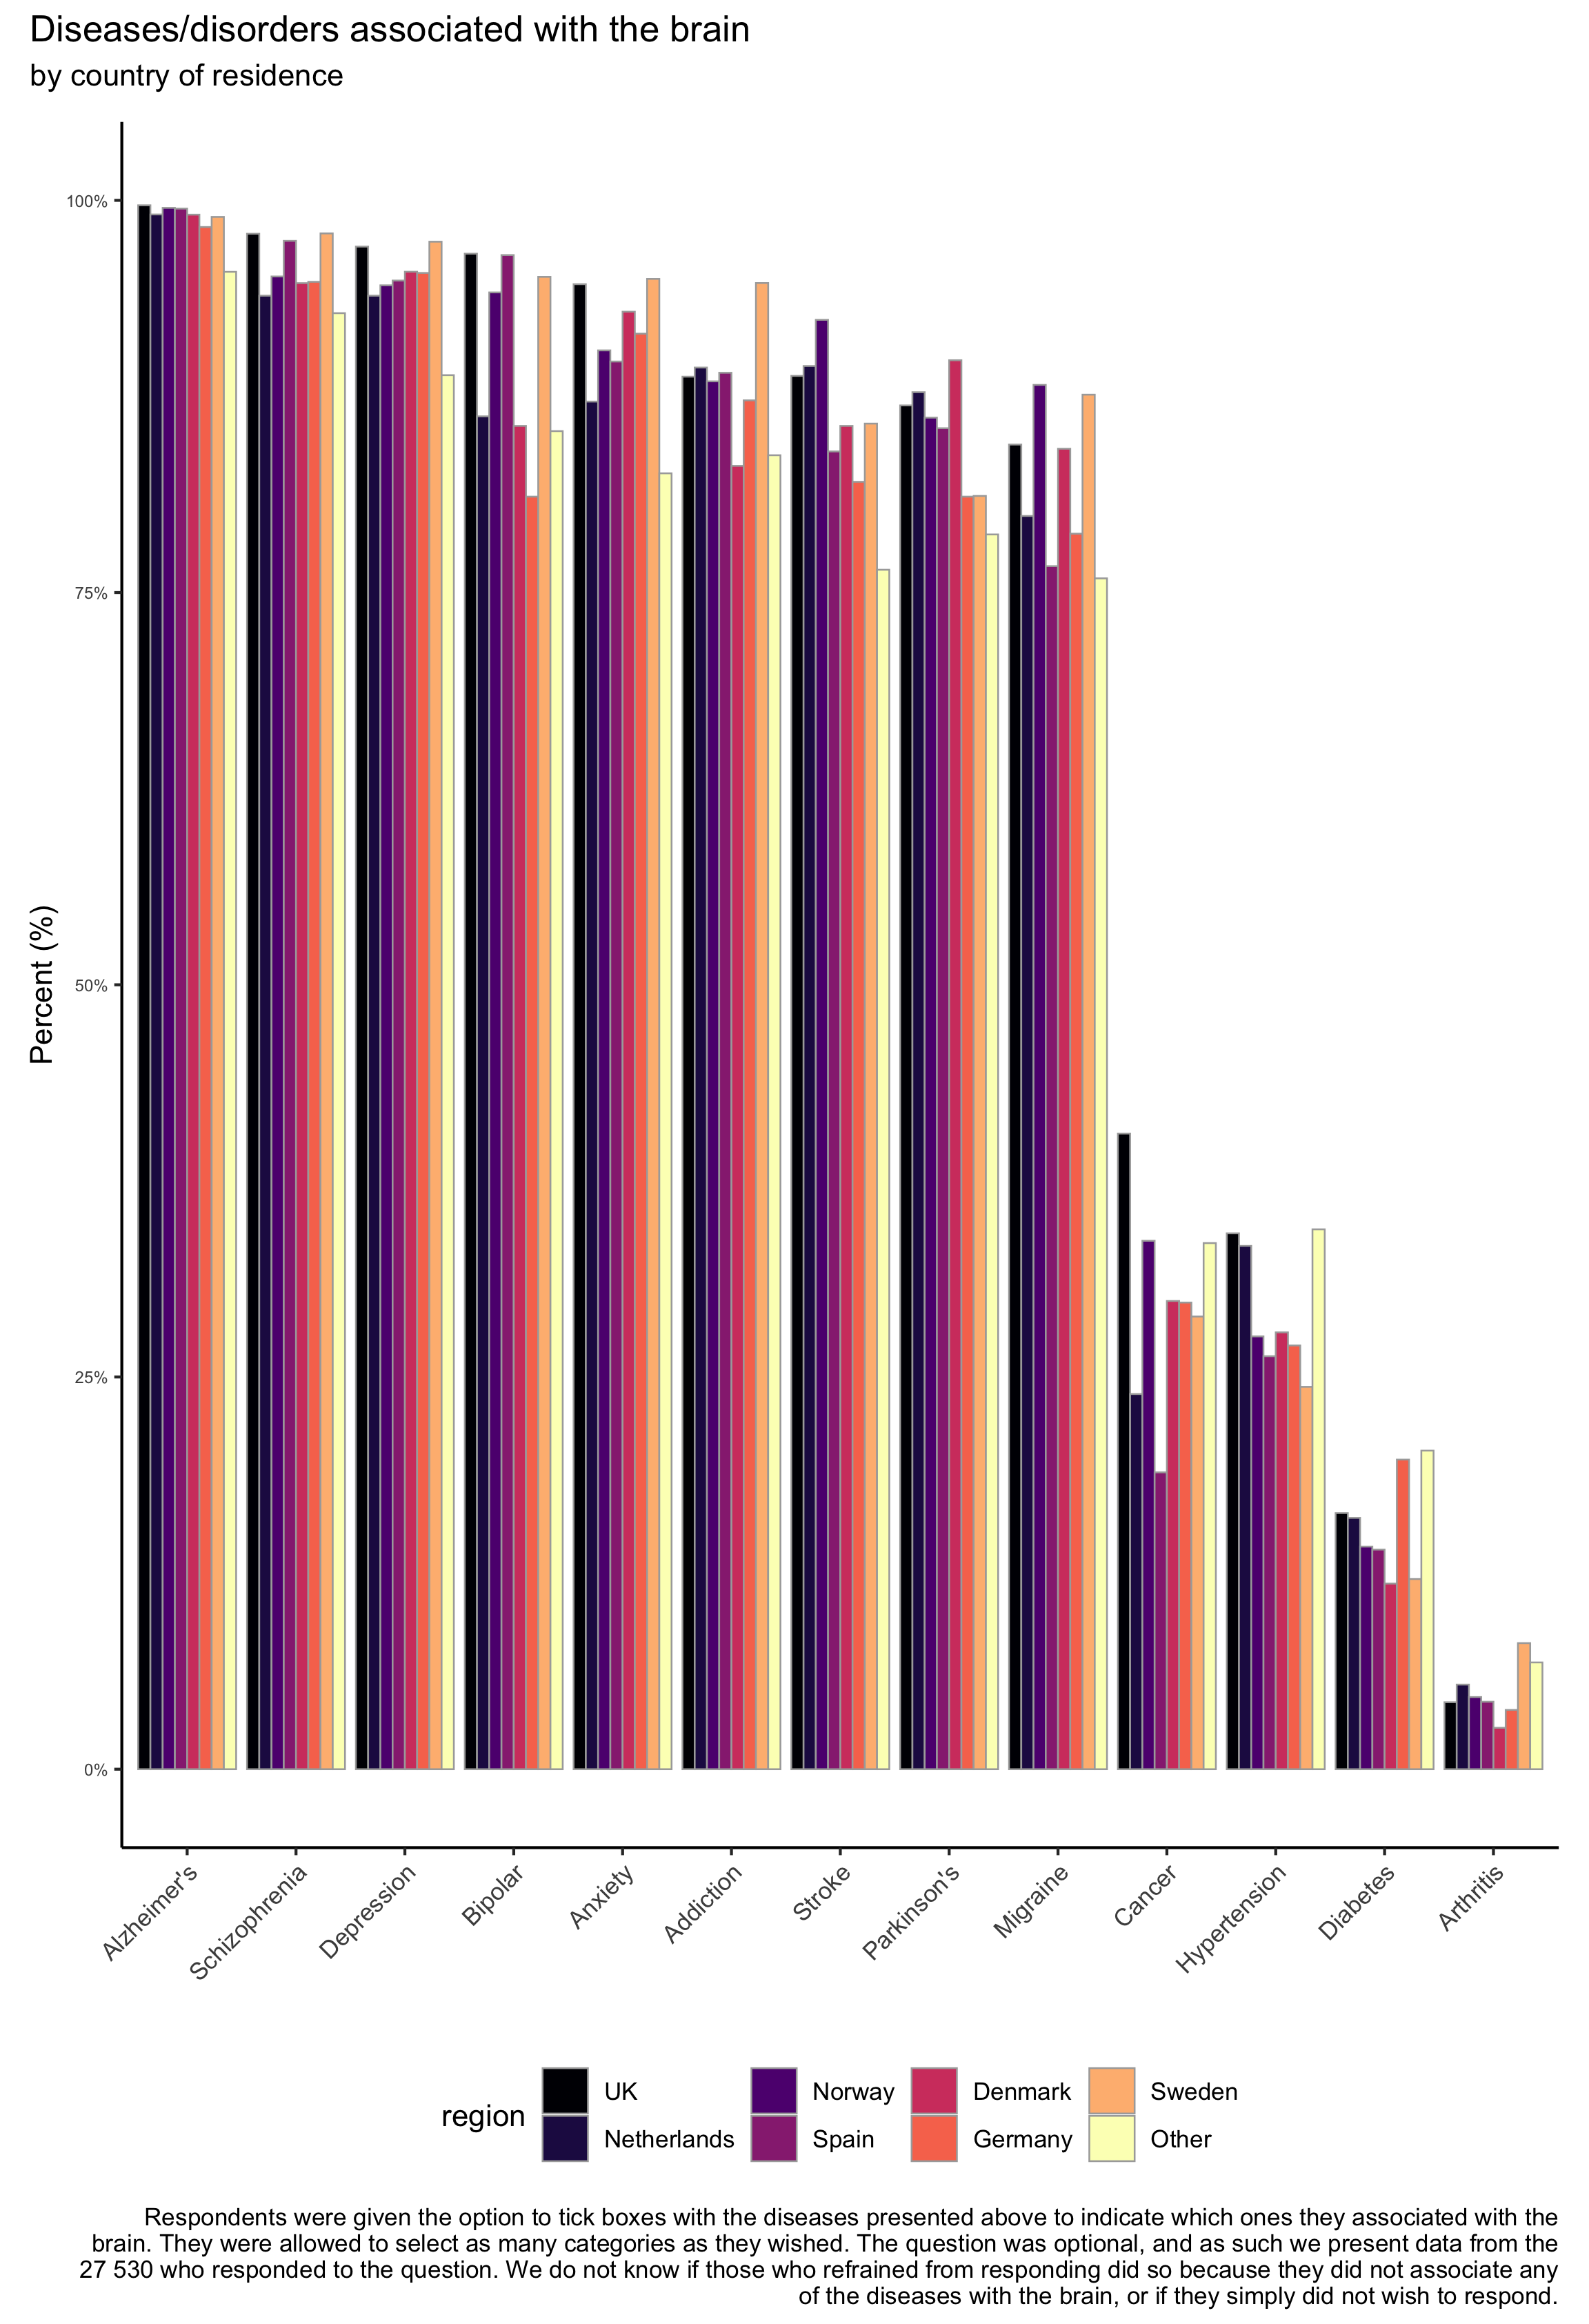 Diseases/disorders associated with the brain
by country of residence
Percent (%)
100%
75%
50%
25%
0%
Alzheimer's
Schizophrenia
Depression
Bipolar
Anxiety
Addiction
Stroke
Parkinson's
Migraine
Cancer
Hypertension
Diabetes
Arthritis
region
UK
Netherlands
Norway
Spain
Denmark
Germany
Sweden
Other
Respondents were given the option to tick boxes with the diseases presented above to indicate which ones they associated with the
brain. They were allowed to select as many categories as they wished. The question was optional, and as such we present data from the
27 530 who responded to the question. We do not know if those who refrained from responding did so because they did not associate any
of the diseases with the brain, or if they simply did not wish to respond.